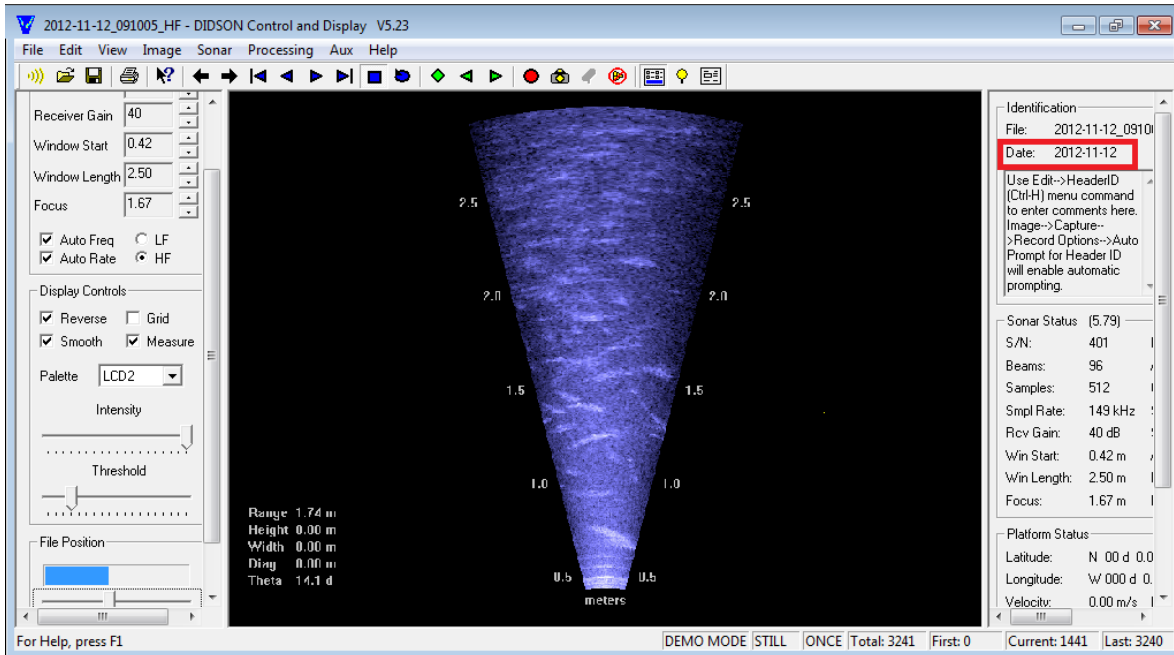 2012-11-12_091005_HF - DIDSON Control and Display V5.23
File Edit View Image Sonar Processing Aux Help
Receiver Gain 40
Window Start 0.42
Window Length 2.50
Focus 1.67
Auto Freq LF
Auto Rate HF
Display Controls
Reverse Grid
Smooth Measure
Palette LCD2
Intensity
Threshold
File Position
2.5 2.5
2.0 2.0
1.5 1.5
1.0 1.0
0.5 0.5
meters
Range 1.74 m
Height 0.00 m
Width 0.00 m
Diag 0.00 m
Theta 14.1 d
Identification
File: 2012-11-12_0910
Date: 2012-11-12
Use Edit-->HeaderID
(Ctrl-H) menu command
to enter comments here.
Image-->Capture--
>Record Options-->Auto
Prompt for Header ID
will enable automatic
prompting.
Sonar Status (5.79)
S/N: 401
Beams: 96
Samples: 512
Smpl Rate: 149 kHz
Rcv Gain: 40 dB
Win Start: 0.42 m
Win Length: 2.50 m
Focus: 1.67 m
Platform Status
Latitude: N 00 d 0.0
Longitude: W 000 d 0.
Velocity: 0.00 m/s
For Help, press F1
DEMO MODE STILL ONCE Total: 3241 First: 0 Current: 1441 Last: 3240